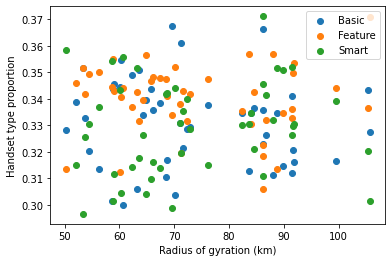 0.37
0.36
0.35
0.34
0.33
0.32
0.31
0.30
Handset type proportion
Basic
Feature
Smart
50
60
70
80
90
100
Radius of gyration (km)